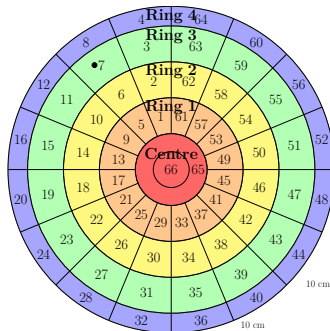 Ring 4
4 64
Ring 3
8 3 63 60
7 59
Ring 2
12 2 62 56
11 6 58 55
Ring 1
10 1 61 54
16 9 5 57 53 52
15 14 13 Centre 49 50 51
17 66 65 45
20 19 18 21 41 46 47 48
22 25 29 33 37 42
24 23 26 30 34 38 43 44
27 39
28 31 35 40
32 36
10 cm
10 cm